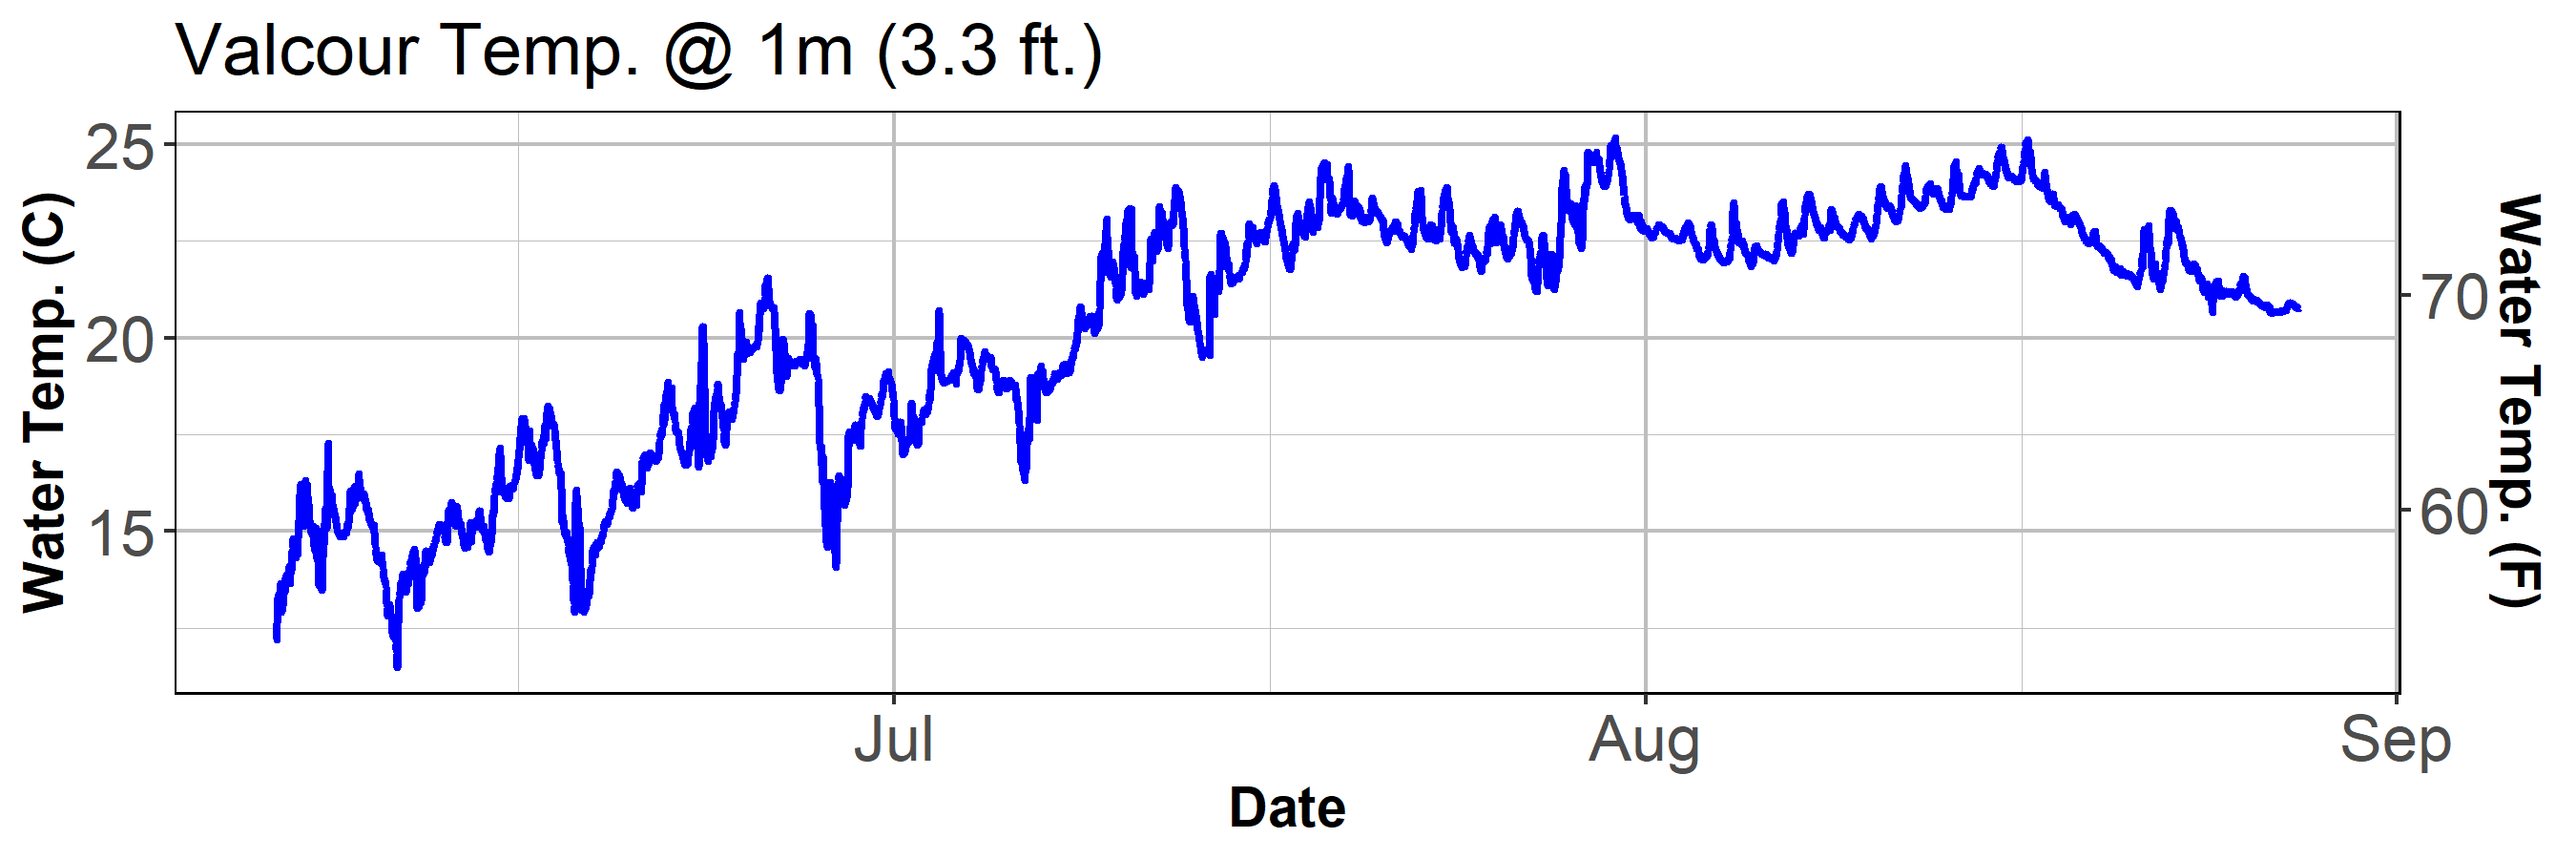 Valcour Temp. @ 1m (3.3 ft.)
Water Temp. (C)
25
20
15
70
60
Water Temp. (F)
Jul
Aug
Sep
Date